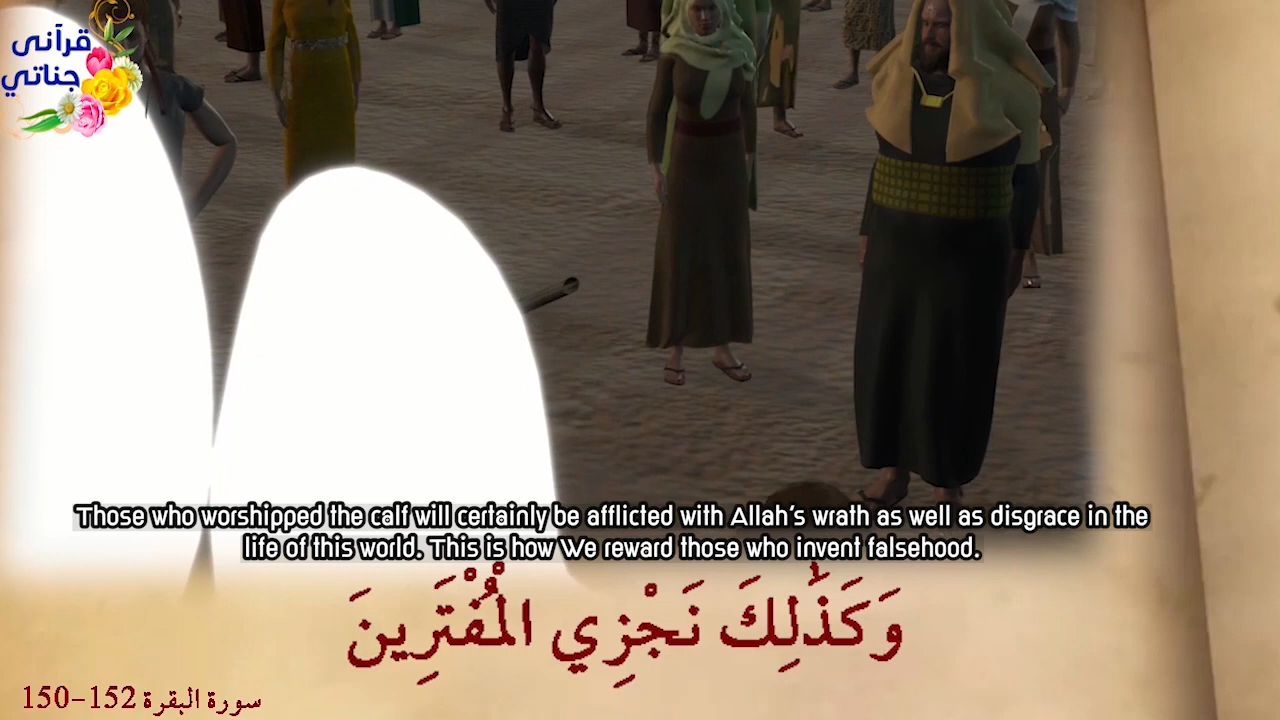 قرآنى
جناتي
Those who worshipped the calf will certainly be afflicted with Allah's wrath as well as disgrace in the
life of this world. This is how We reward those who invent falsehood.
وَكَذَٰلِكَ نَجْزِي الْمُفْتَرِينَ
سورة البقرة 152-150